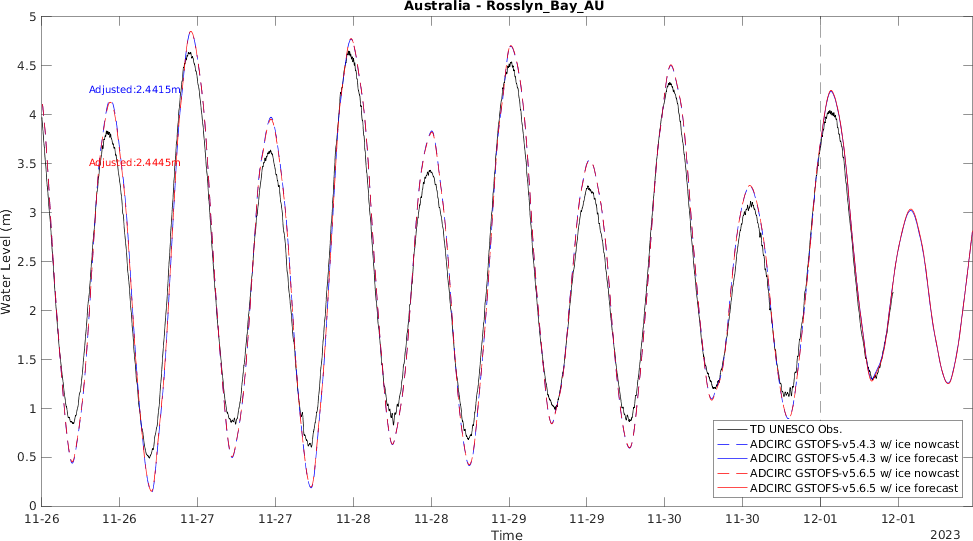 Australia - Rosslyn_Bay_AU
5
4.5
4
3.5
3
2.5
2
1.5
1
0.5
0
Water Level (m)
Adjusted:2.4415m
Adjusted:2.4445m
TD UNESCO Obs.
ADCIRC GSTOFS-v5.4.3 w/ ice nowcast
ADCIRC GSTOFS-v5.4.3 w/ ice forecast
ADCIRC GSTOFS-v5.6.5 w/ ice nowcast
ADCIRC GSTOFS-v5.6.5 w/ ice forecast
11-26 11-26 11-27 11-27 11-28 11-28 11-29 11-29 11-30 11-30 12-01 12-01
Time
2023